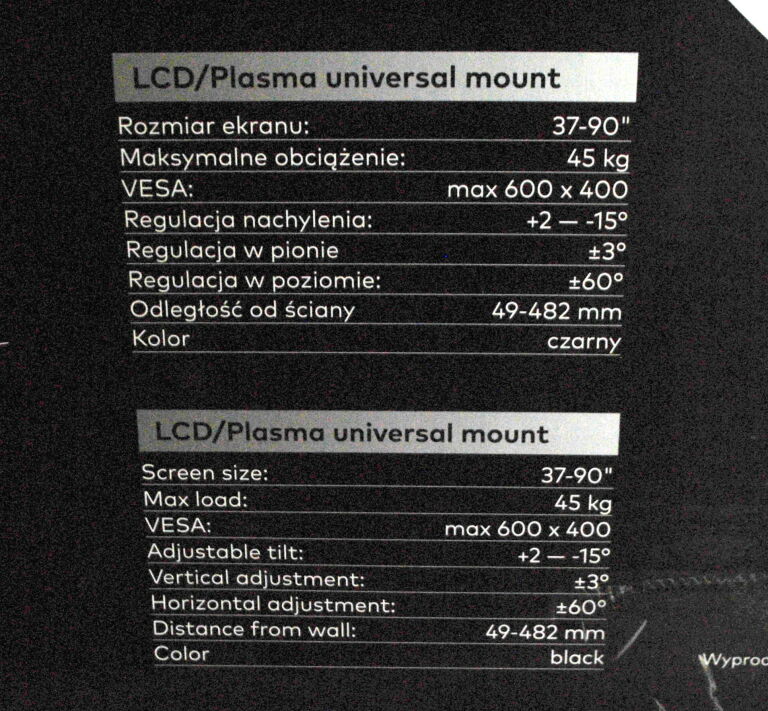 LCD/Plasma universal mount
Rozmiar ekranu: 37-90"
Maksymalne obciążenie: 45 kg
VESA: max 600 x 400
Regulacja nachylenia: +2 — -15°
Regulacja w pionie ±3°
Regulacja w poziomie: ±60°
Odległość od ściany 49-482 mm
Kolor czarny
LCD/Plasma universal mount
Screen size: 37-90"
Max load: 45 kg
VESA: max 600 x 400
Adjustable tilt: +2 — -15°
Vertical adjustment: ±3°
Horizontal adjustment: ±60°
Distance from wall: 49-482 mm
Color black